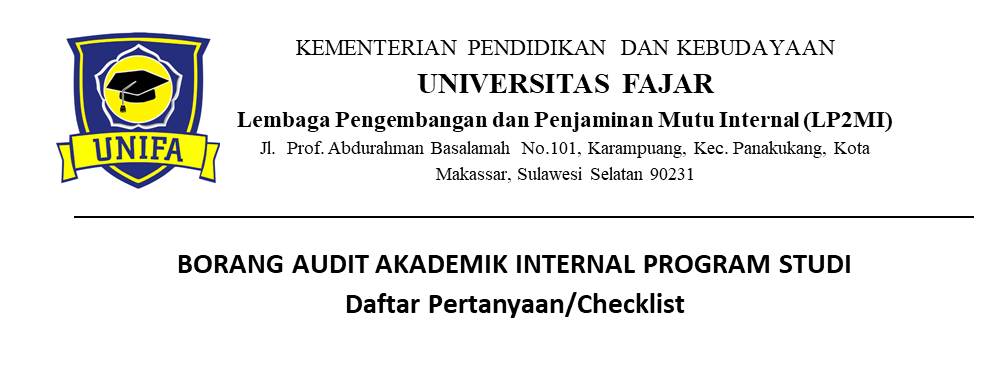 KEMENTERIAN PENDIDIKAN DAN KEBUDAYAAN
UNIVERSITAS FAJAR
Lembaga Pengembangan dan Penjaminan Mutu Internal (LP2MI)
Jl. Prof. Abdurahman Basalamah No.101, Karampuang, Kec. Panakukang, Kota
Makassar, Sulawesi Selatan 90231
UNIFA
BORANG AUDIT AKADEMIK INTERNAL PROGRAM STUDI
Daftar Pertanyaan/Checklist